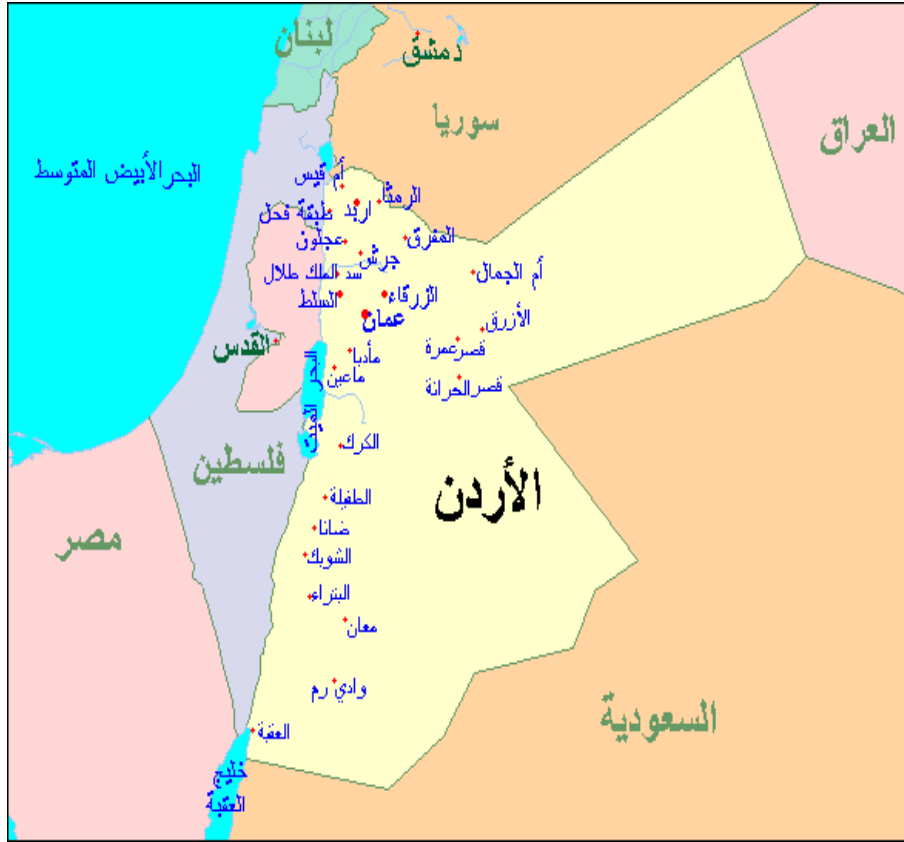 لبنان
دمشق
سوريا
العراق
البحر الأبيض المتوسط
أم قيس
الرمثا
اربد
طبقة فحل
المفرق
عجلون
جرش
سد الملك طلال
أم الجمال
السلط
الزرقاء
عمان
الأزرق
قصر عمرة
القدس
مأدبا
ماعين
قصر الحرانة
البحر الميت
الكرك
فلسطين
الأردن
الطفيلة
ضانا
مصر
الشوبك
البتراء
معان
وادي رم
السعودية
العقبة
خليج
العقبة